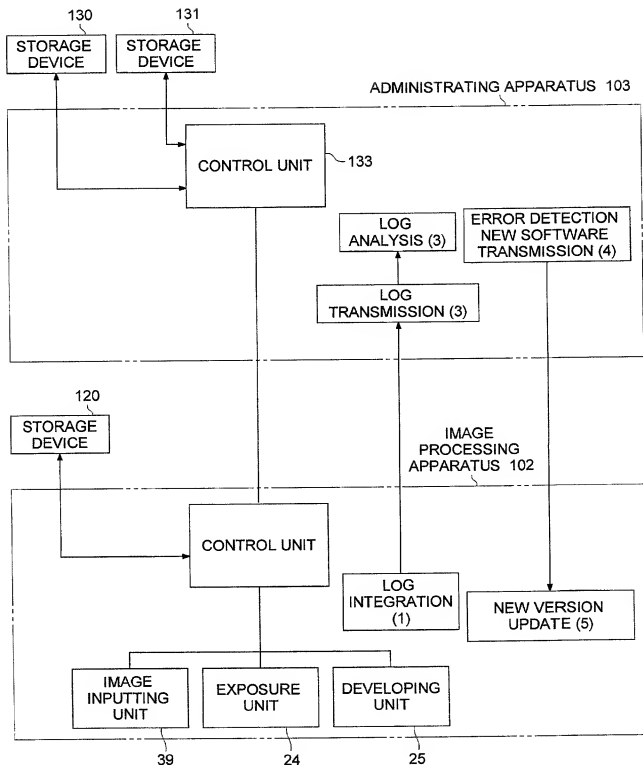 130
131
STORAGE
DEVICE
STORAGE
DEVICE
ADMINISTRATING APPARATUS 103
CONTROL UNIT
133
LOG
ANALYSIS (3)
ERROR DETECTION
NEW SOFTWARE
TRANSMISSION (4)
LOG
TRANSMISSION (3)
120
STORAGE
DEVICE
IMAGE
PROCESSING
APPARATUS 102
CONTROL UNIT
LOG
INTEGRATION
(1)
NEW VERSION
UPDATE (5)
IMAGE
INPUTTING
UNIT
EXPOSURE
UNIT
DEVELOPING
UNIT
39
24
25